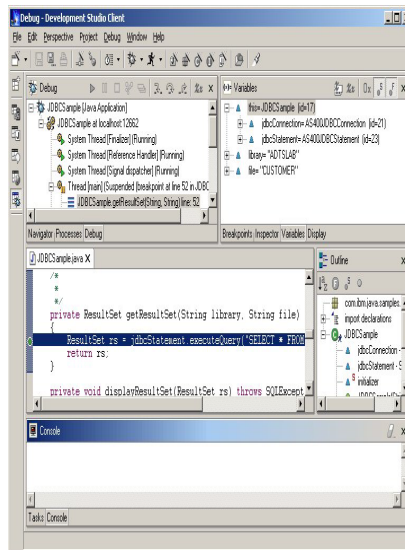 Debug - Development Studio Client
File Edit Perspective Project Debug Window Help
Debug
JDBCSample (Java Application)
JDBCSample at localhost:12662
System Thread [Finalizer] (Running)
System Thread [Reference Handler] (Running)
System Thread [Signal dispatcher] (Running)
Thread [main] (Suspended (breakpoint at line 52 in JDBC
JDBCSample.getResultSet(String, String) line: 52
Navigator Processes Debug
Variables
this= JDBCSample (id=17)
jdbcConnection= AS400JDBCConnection (id=21)
jdbcStatement= AS400JDBCStatement (id=23)
library= "ADTSLAB"
file= "CUSTOMER"
Breakpoints Inspector Variables Display
JDBCSample.java X
/*
*
*/
private ResultSet getResultSet(String library, String file)
{
ResultSet rs = jdbcStatement.executeQuery("SELECT * FROM
return rs;
}
private void displayResultSet(ResultSet rs) throws SQLExcept
Outline
com.ibm.java.samples.
import declarations
JDBCSample
jdbcConnection -
jdbcStatement - S
initializer
Console
Tasks Console